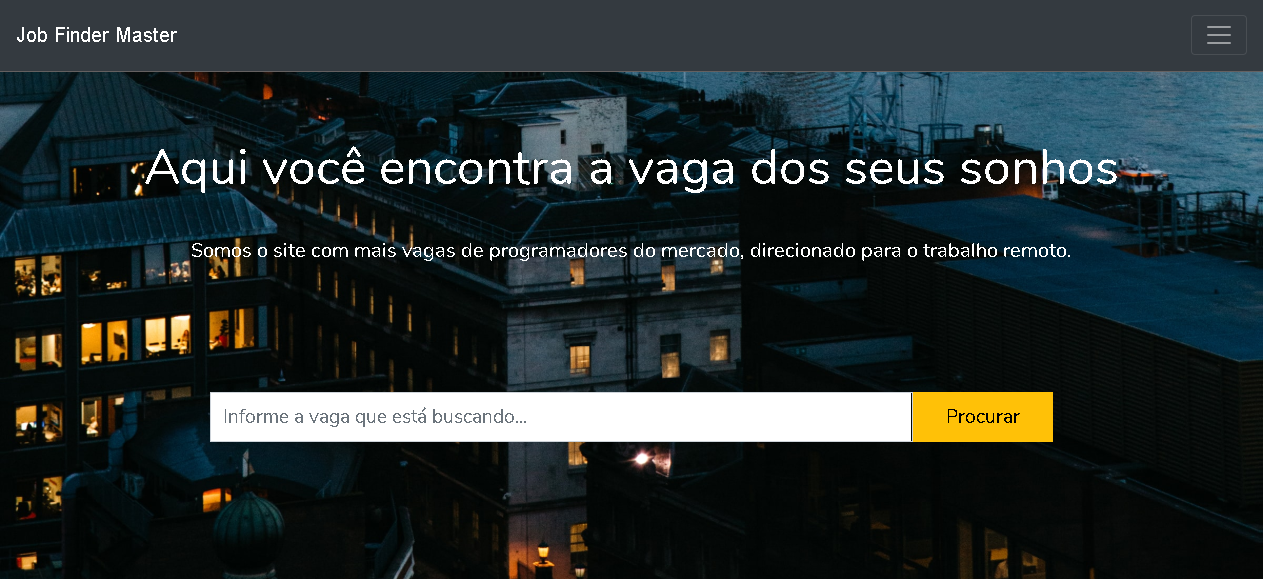 Job Finder Master
Aqui você encontra a vaga dos seus sonhos
Somos o site com mais vagas de programadores do mercado, direcionado para o trabalho remoto.
Informe a vaga que está buscando...
Procurar